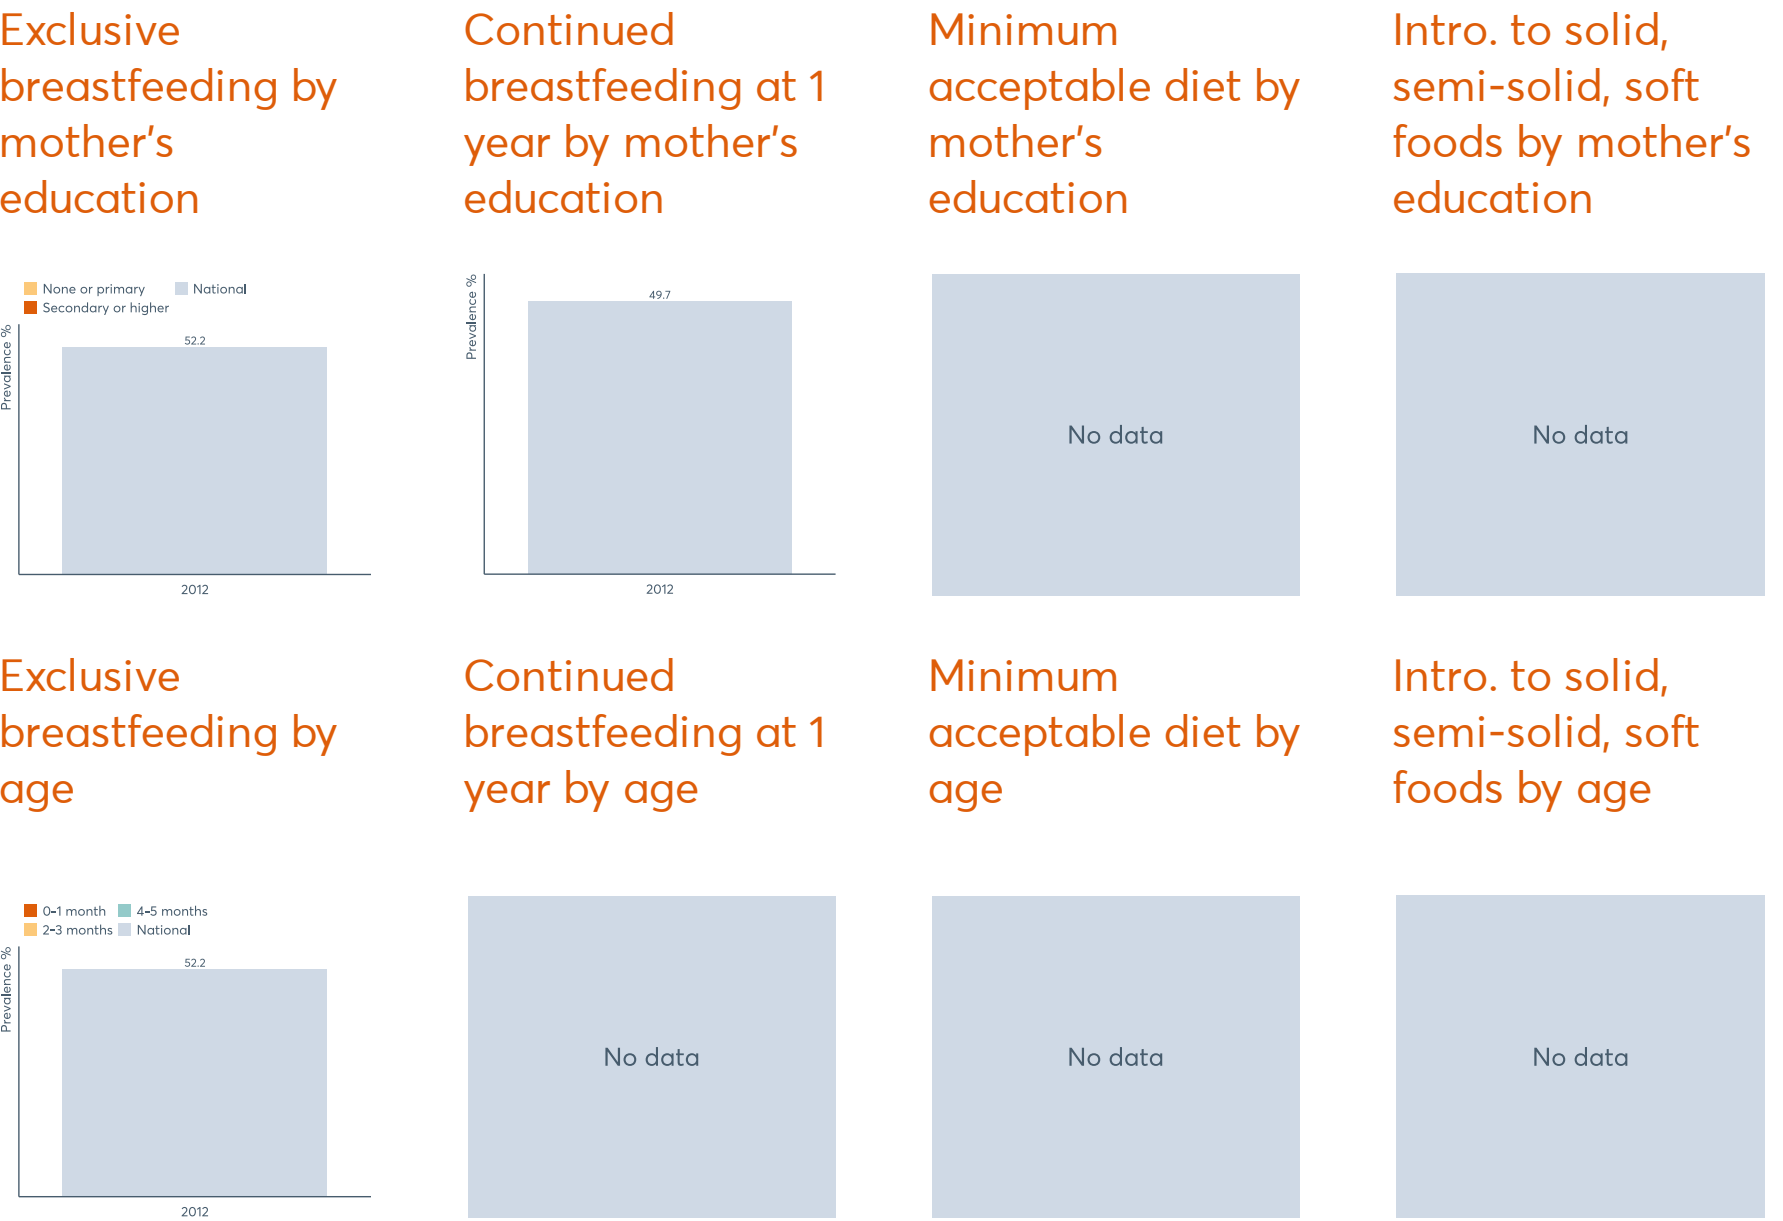 Exclusive
breastfeeding by
mother's
education
Continued
breastfeeding at 1
year by mother's
education
Minimum
acceptable diet by
mother's
education
Intro. to solid,
semi-solid, soft
foods by mother's
education
None or primary
National
Secondary or higher
Prevalence %
52.2
2012
Prevalence %
49.7
2012
No data
No data
Exclusive
breastfeeding by
age
Continued
breastfeeding at 1
year by age
Minimum
acceptable diet by
age
Intro. to solid,
semi-solid, soft
foods by age
0-1 month
4-5 months
2-3 months
National
Prevalence %
52.2
2012
No data
No data
No data